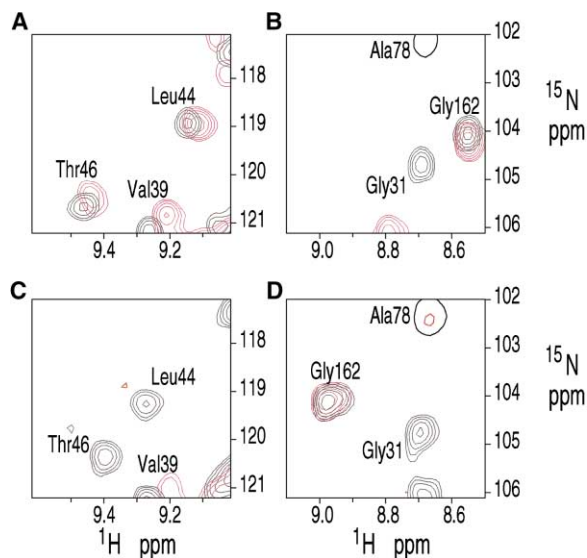 A
B
Leu44
Thr46
Val39
118
119
120
121
9.4
9.2
Ala78
Gly162
Gly31
102
103
104
105
106
9.0
8.8
8.6
15N
ppm
C
D
Leu44
Thr46
Val39
118
119
120
121
9.4
9.2
1H ppm
Ala78
Gly162
Gly31
102
103
104
105
106
9.0
8.8
8.6
1H ppm
15N
ppm